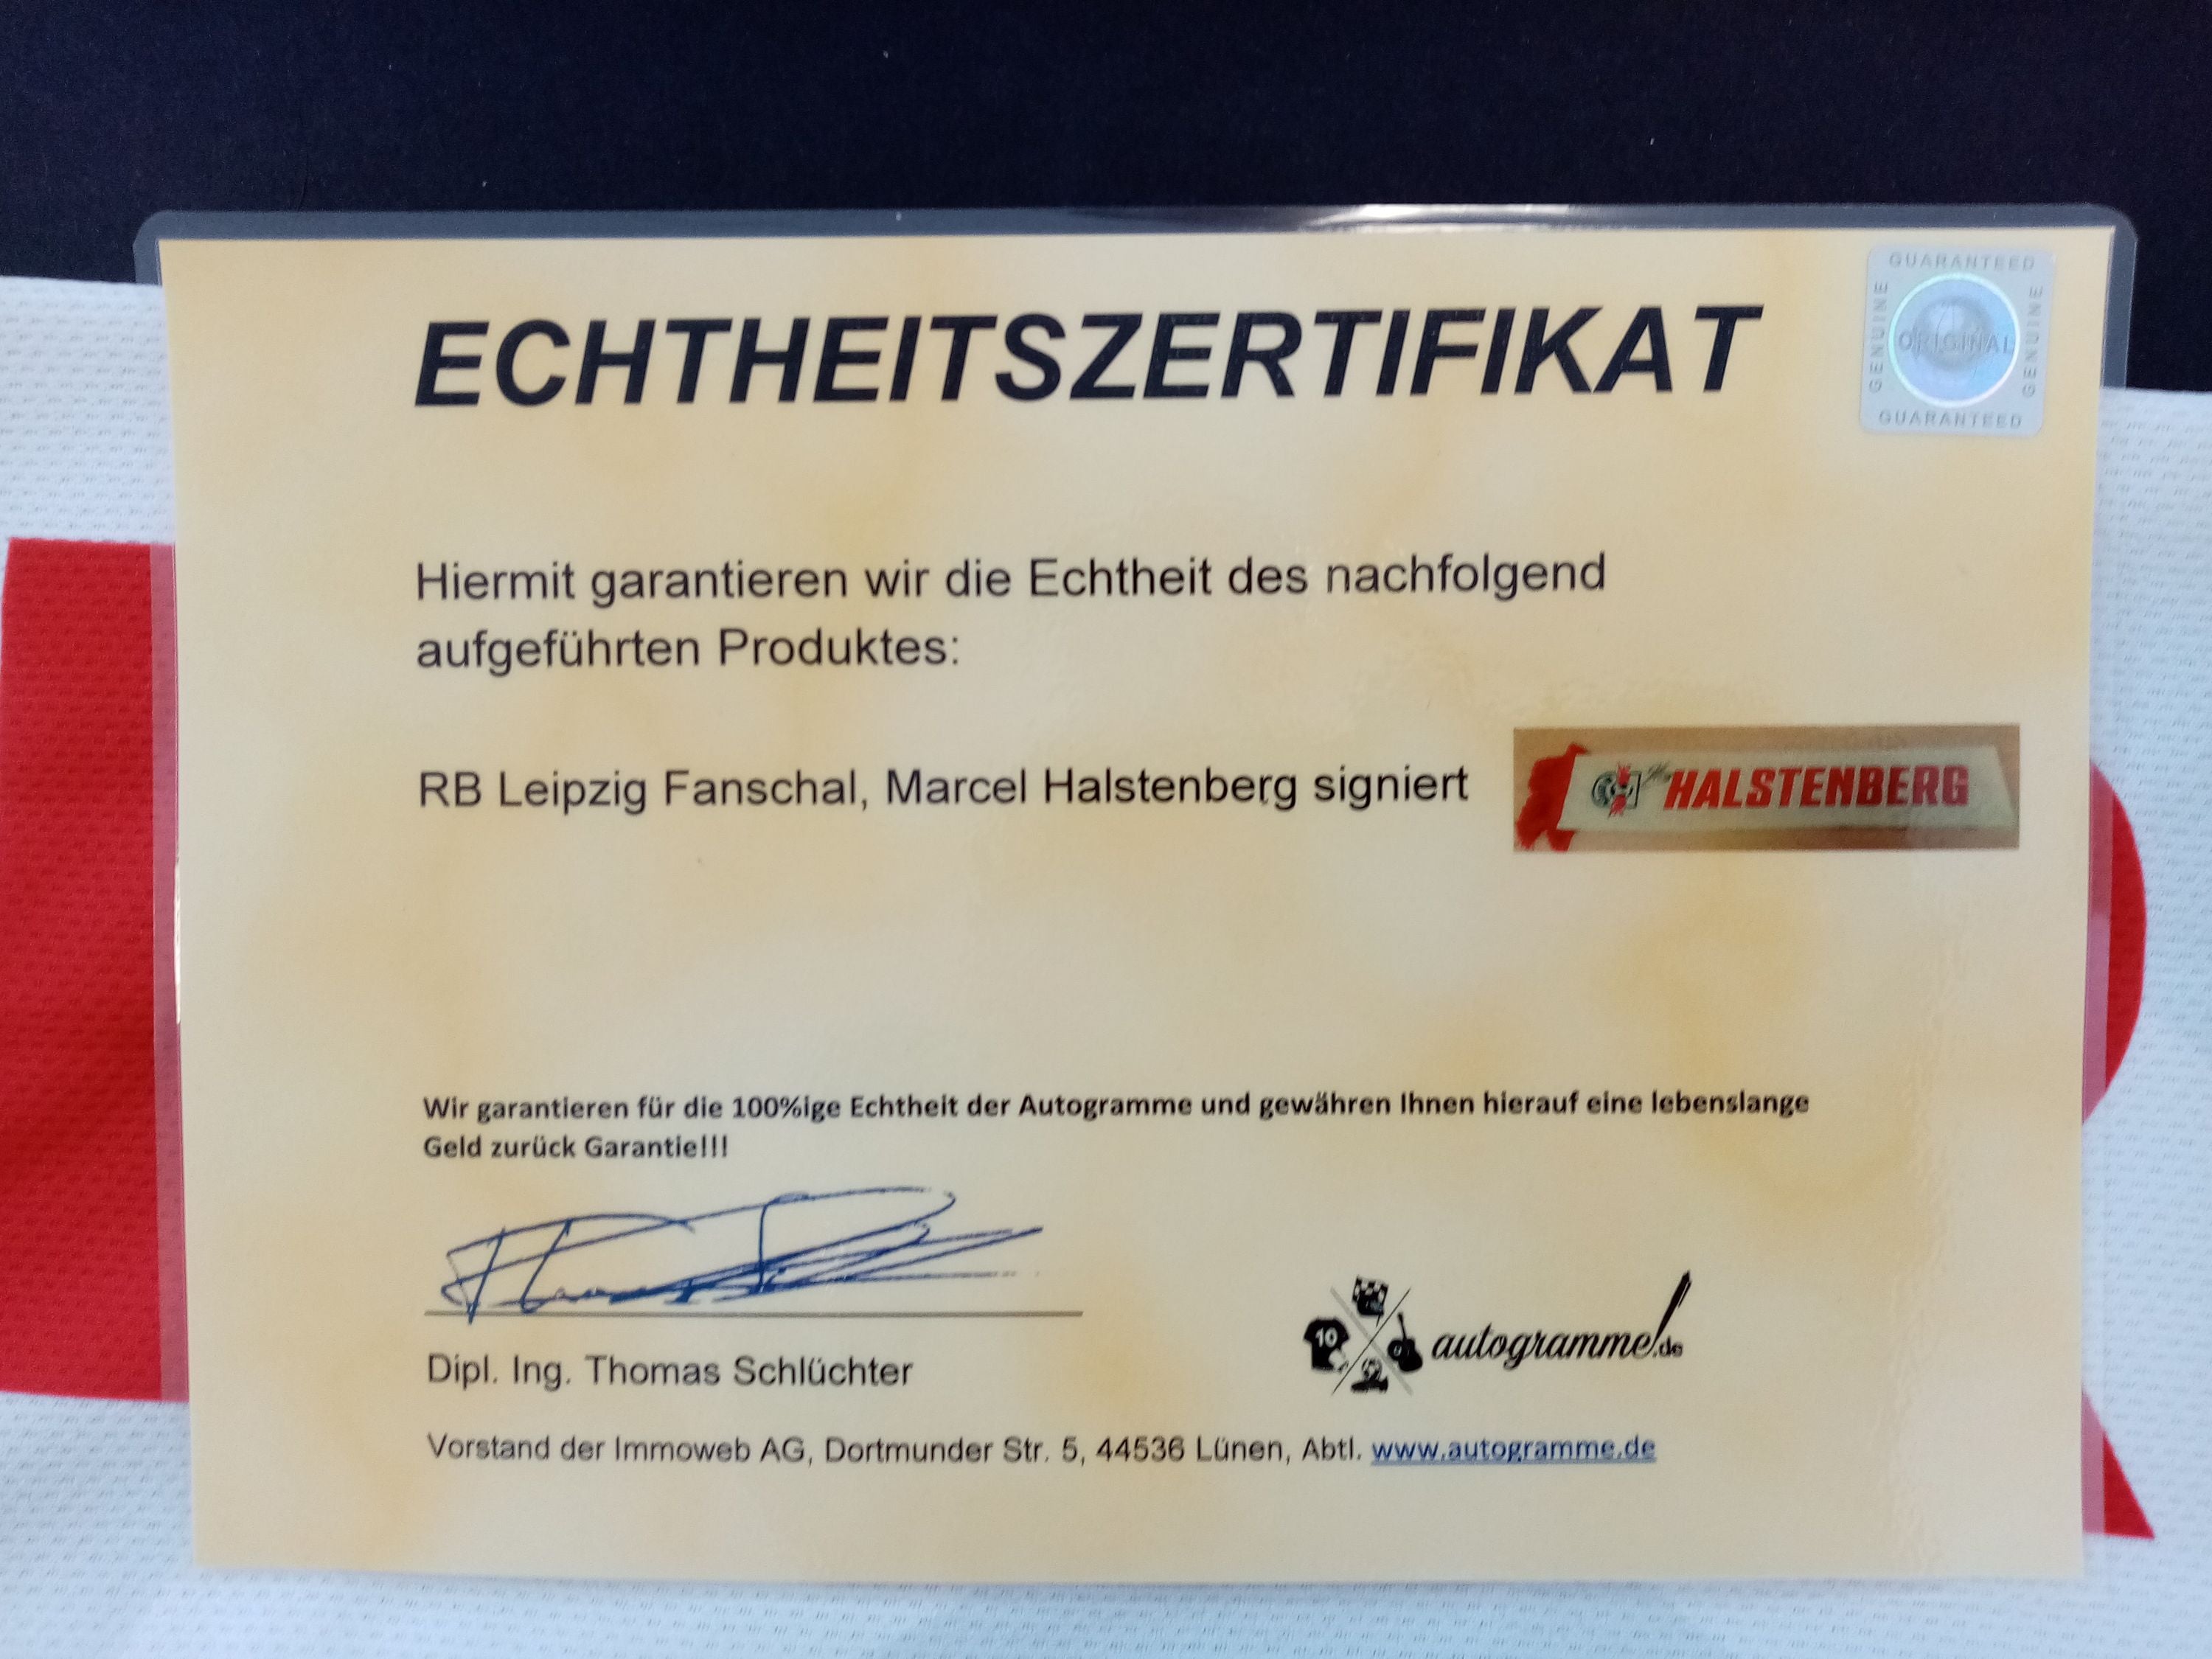 GUARANTEED
GENUINE
ORIGINAL
GENUINE
GUARANTEED
ECHTHEITSZERTIFIKAT
Hiermit garantieren wir die Echtheit des nachfolgend
aufgeführten Produktes:
RB Leipzig Fanschal, Marcel Halstenberg signiert
HALSTENBERG
Wir garantieren für die 100%ige Echtheit der Autogramme und gewähren Ihnen hierauf eine lebenslange
Geld zurück Garantie!!!
10
autogramme.de
Dipl. Ing. Thomas Schlüchter
Vorstand der Immoweb AG, Dortmunder Str. 5, 44536 Lünen, Abtl. www.autogramme.de